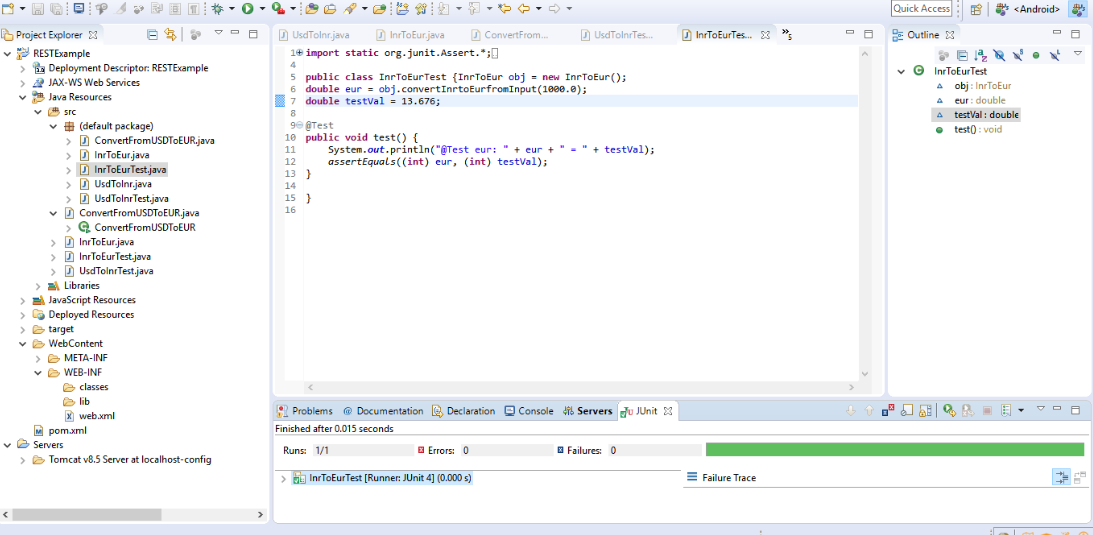 Quick Access
<Android>
Project Explorer
RESTExample
Deployment Descriptor: RESTExample
JAX-WS Web Services
Java Resources
src
(default package)
ConvertFromUSDToEUR.java
InrToEur.java
InrToEurTest.java
UsdToInr.java
UsdToInrTest.java
ConvertFromUSDToEUR.java
ConvertFromUSDToEUR
InrToEur.java
InrToEurTest.java
UsdToInrTest.java
Libraries
JavaScript Resources
Deployed Resources
target
WebContent
META-INF
WEB-INF
classes
lib
web.xml
pom.xml
Servers
Tomcat v8.5 Server at localhost-config
UsdToInr.java InrToEur.java ConvertFrom... UsdToInrTes... InrToEurTes... »5
1 import static org.junit.Assert.*;
4
5 public class InrToEurTest {InrToEur obj = new InrToEur();
6 double eur = obj.convertInrtoEurfromInput(1000.0);
7 double testVal = 13.676;
8
9 @Test
10 public void test() {
11 System.out.println("@Test eur: " + eur + " = " + testVal);
12 assertEquals((int) eur, (int) testVal);
13 }
14
15 }
16
Outline
InrToEurTest
obj : InrToEur
eur : double
testVal : double
test() : void
Problems @ Documentation Declaration Console Servers JUnit
Finished after 0.015 seconds
Runs: 1/1 Errors: 0 Failures: 0
InrToEurTest [Runner: JUnit 4] (0.000 s)
Failure Trace